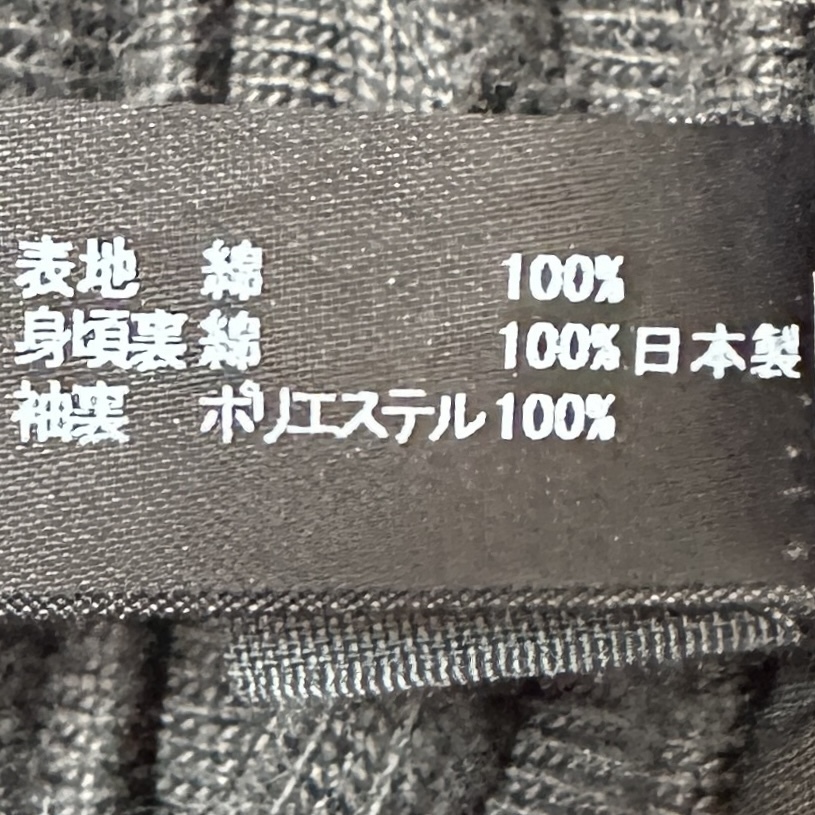 表地 綿 100%
身頃裏 綿 100% 日本製
袖裏 ポリエステル 100%